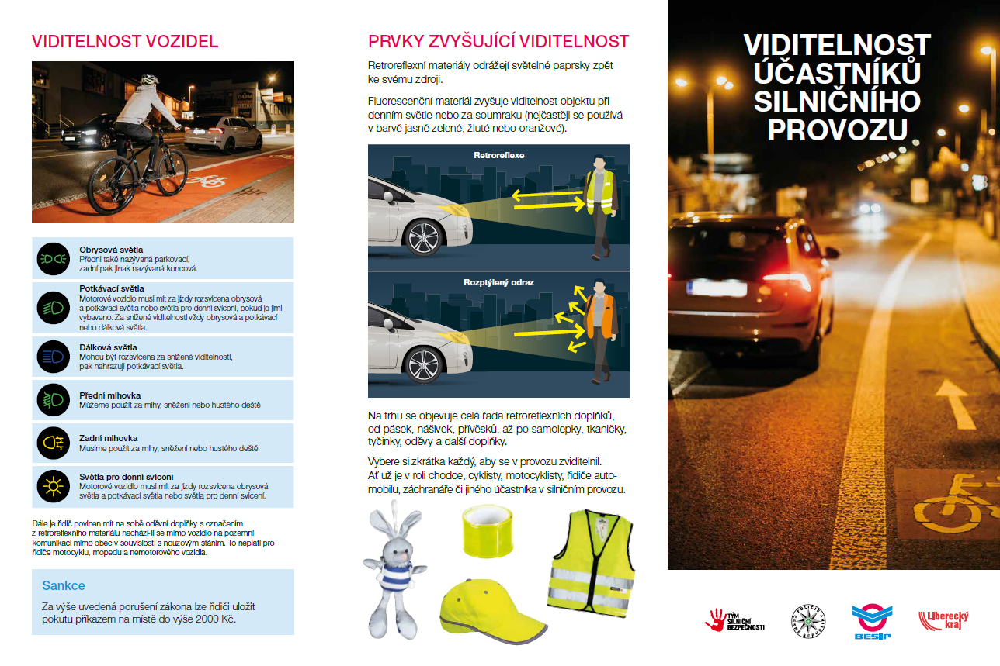 VIDITELNOST VOZIDEL
Obrysová světla
Přední také nazývaná parkovací,
zadní pak jinak nazývaná koncová.
Potkávací světla
Motorové vozidlo musí mít za jízdy rozsvícena obrysová
a potkávací světla nebo světla pro denní svícení, pokud je jimi
vybaveno. Za snížené viditelnosti vždy obrysová a potkávací
nebo dálková světla.
Dálková světla
Mohou být rozsvícena za snížené viditelnosti,
pak nahrazují potkávací světla.
Přední mlhovka
Můžeme použít za mlhy, sněžení nebo hustého deště
Zadní mlhovka
Musíme použít za mlhy, sněžení nebo hustého deště
Světla pro denní svícení
Motorové vozidlo musí mít za jízdy rozsvícena obrysová
světla a potkávací světla nebo světla pro denní svícení.
Dále je řidič povinen mít na sobě oděvní doplňky s označením
z retroreflexního materiálu nachází-li se mimo vozidlo na pozemní
komunikaci mimo obec v souvislosti s nouzovým stáním. To neplatí pro
řidiče motocyklu, mopedu a nemotorového vozidla.
Sankce
Za výše uvedená porušení zákona lze řidiči uložit
pokutu příkazem na místě do výše 2000 Kč.
PRVKY ZVYŠUJÍCÍ VIDITELNOST
Retroreflexní materiály odrážejí světelné paprsky zpět
ke svému zdroji.
Fluorescenční materiál zvyšuje viditelnost objektu při
denním světle nebo za soumraku (nejčastěji se používá
v barvě jasně zelené, žluté nebo oranžové).
Retroreflexe
Rozptýlený odraz
Na trhu se objevuje celá řada retroreflexních doplňků,
od pásek, nášivek, přívěsků, až po samolepky, tkaničky,
tyčinky, oděvy a další doplňky.
Vybere si zkrátka každý, aby se v provozu zviditelnil.
Ať už je v roli chodce, cyklisty, motocyklisty, řidiče auto-
mobilu, záchranáře či jiného účastníka v silničním provozu.
VIDITELNOST
ÚČASTNÍKŮ
SILNIČNÍHO
PROVOZU
TÝM
SILNIČNÍ
BEZPEČNOSTI
POLICIE
ČESKÉ REPUBLIKY
BESIP
Liberecký
kraj